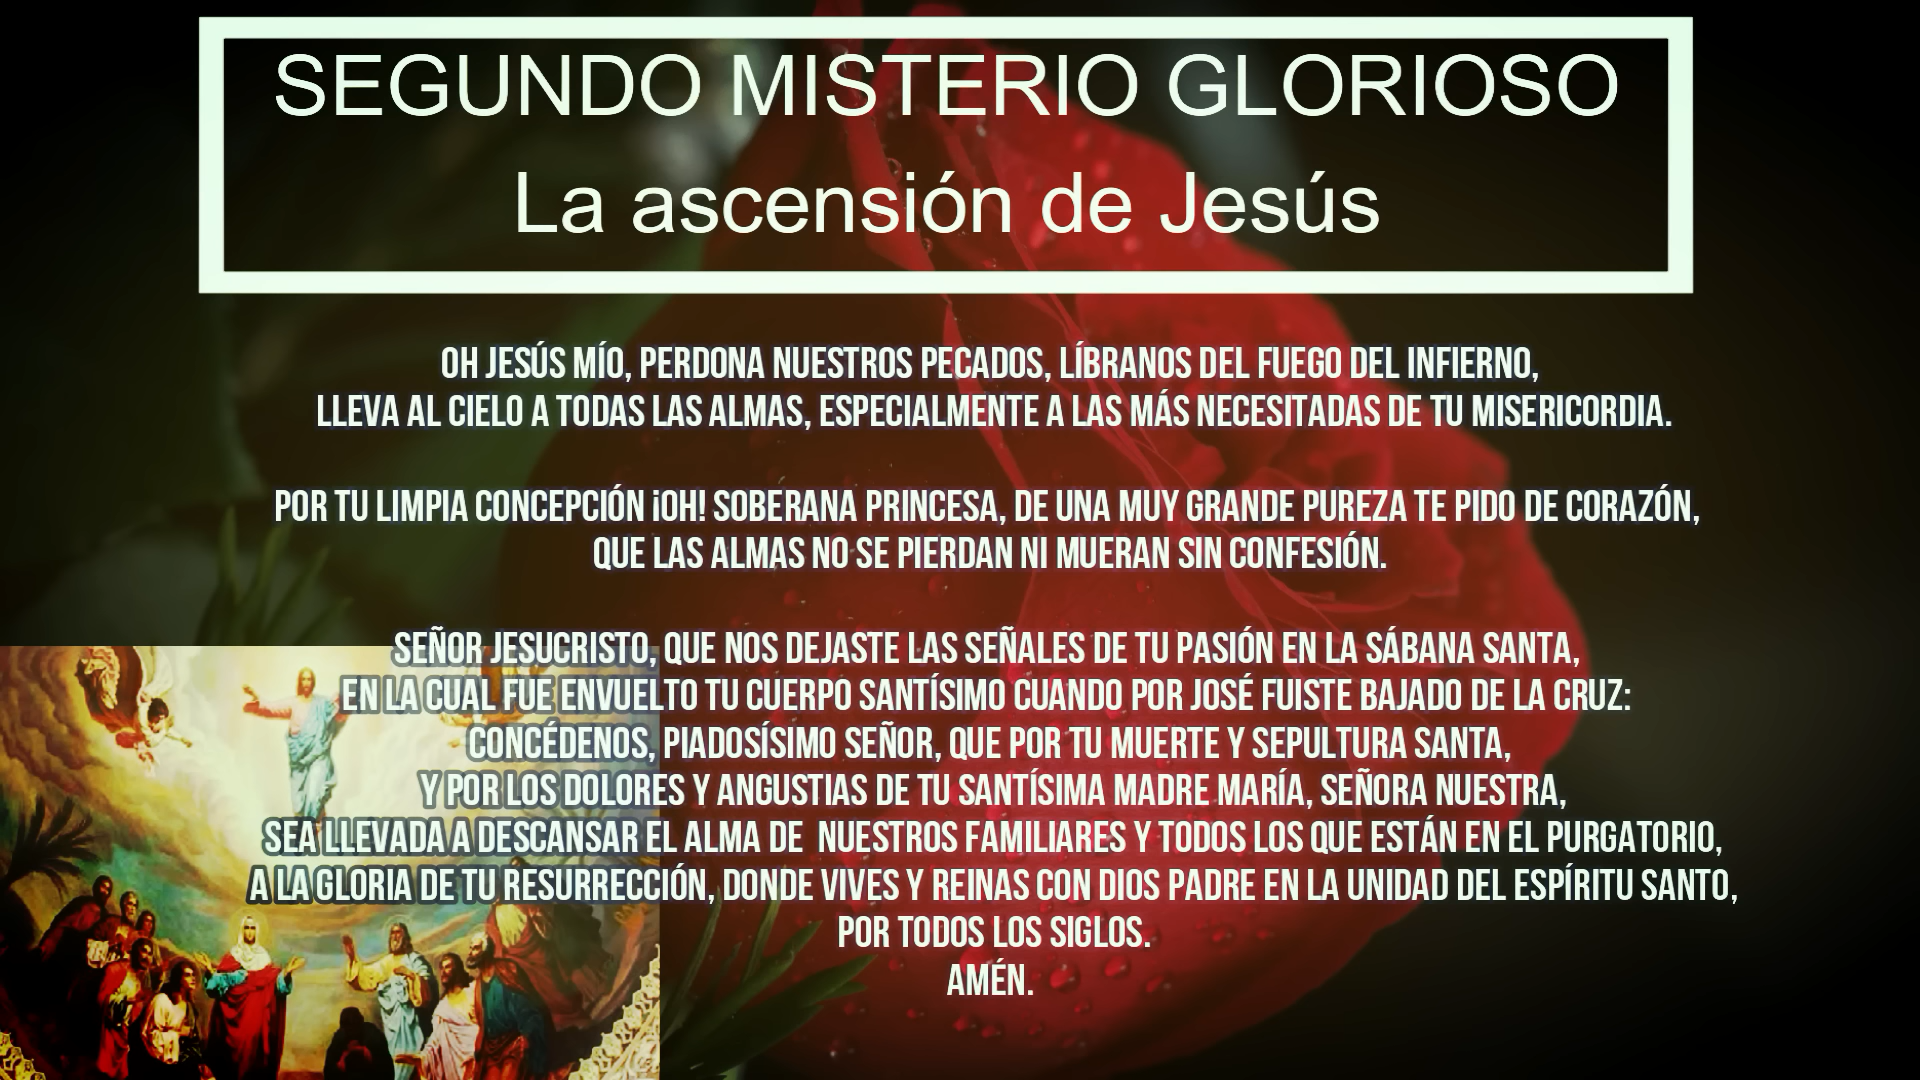 SEGUNDO MISTERIO GLORIOSO
La ascensión de Jesús
OH JESÚS MÍO, PERDONA NUESTROS PECADOS, LÍBRANOS DEL FUEGO DEL INFIERNO,
LLEVA AL CIELO A TODAS LAS ALMAS, ESPECIALMENTE A LAS MÁS NECESITADAS DE TU MISERICORDIA.
POR TU LIMPIA CONCEPCIÓN ¡OH! SOBERANA PRINCESA, DE UNA MUY GRANDE PUREZA TE PIDO DE CORAZÓN,
QUE LAS ALMAS NO SE PIERDAN NI MUERAN SIN CONFESIÓN.
SEÑOR JESUCRISTO, QUE NOS DEJASTE LAS SEÑALES DE TU PASIÓN EN LA SÁBANA SANTA,
EN LA CUAL FUE ENVUELTO TU CUERPO SANTÍSIMO CUANDO POR JOSÉ FUISTE BAJADO DE LA CRUZ:
CONCÉDENOS, PIADOSÍSIMO SEÑOR, QUE POR TU MUERTE Y SEPULTURA SANTA,
Y POR LOS DOLORES Y ANGUSTIAS DE TU SANTÍSIMA MADRE MARÍA, SEÑORA NUESTRA,
SEA LLEVADA A DESCANSAR EL ALMA DE  NUESTROS FAMILIARES Y TODOS LOS QUE ESTÁN EN EL PURGATORIO,
A LA GLORIA DE TU RESURRECCIÓN, DONDE VIVES Y REINAS CON DIOS PADRE EN LA UNIDAD DEL ESPÍRITU SANTO,
POR TODOS LOS SIGLOS.
AMÉN.